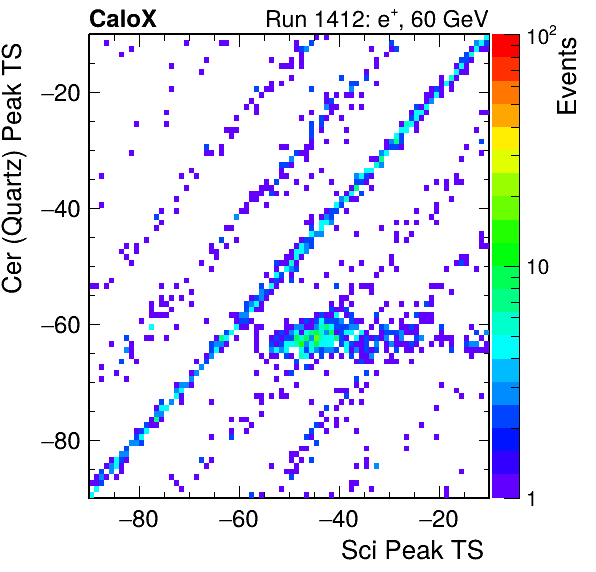 CaloX Run 1412: e+, 60 GeV
Cer (Quartz) Peak TS
−20
−40
−60
−80
−80 −60 −40 −20
Sci Peak TS
10²
10
1
Events